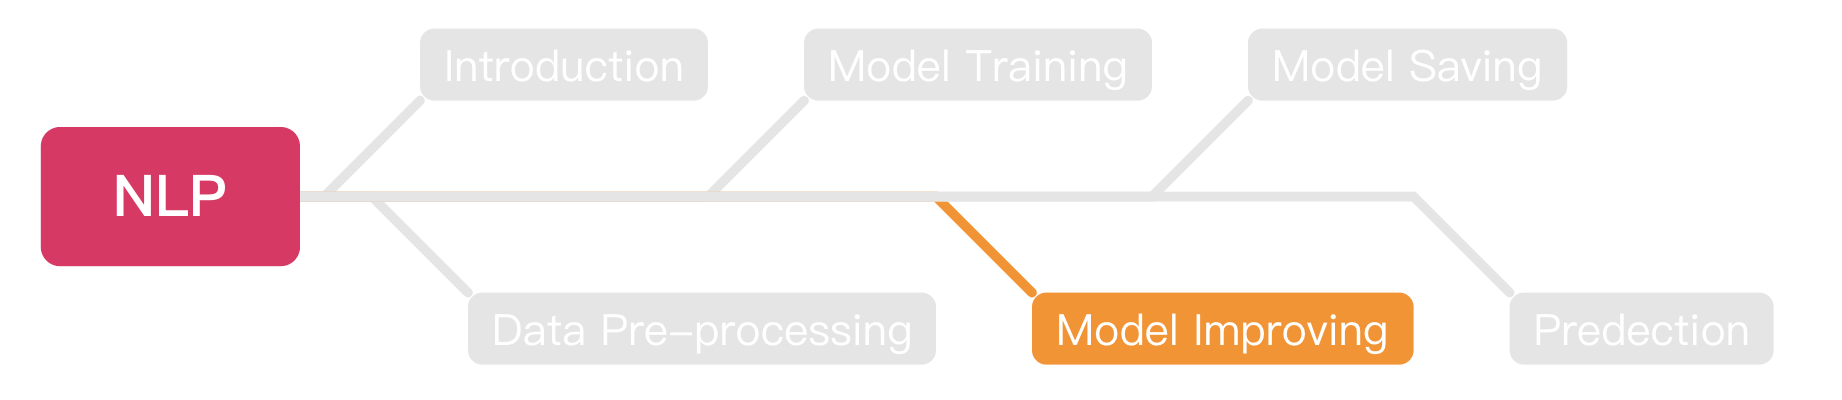 Introduction
Model Training
Model Saving
NLP
Data Pre-processing
Model Improving
Predection